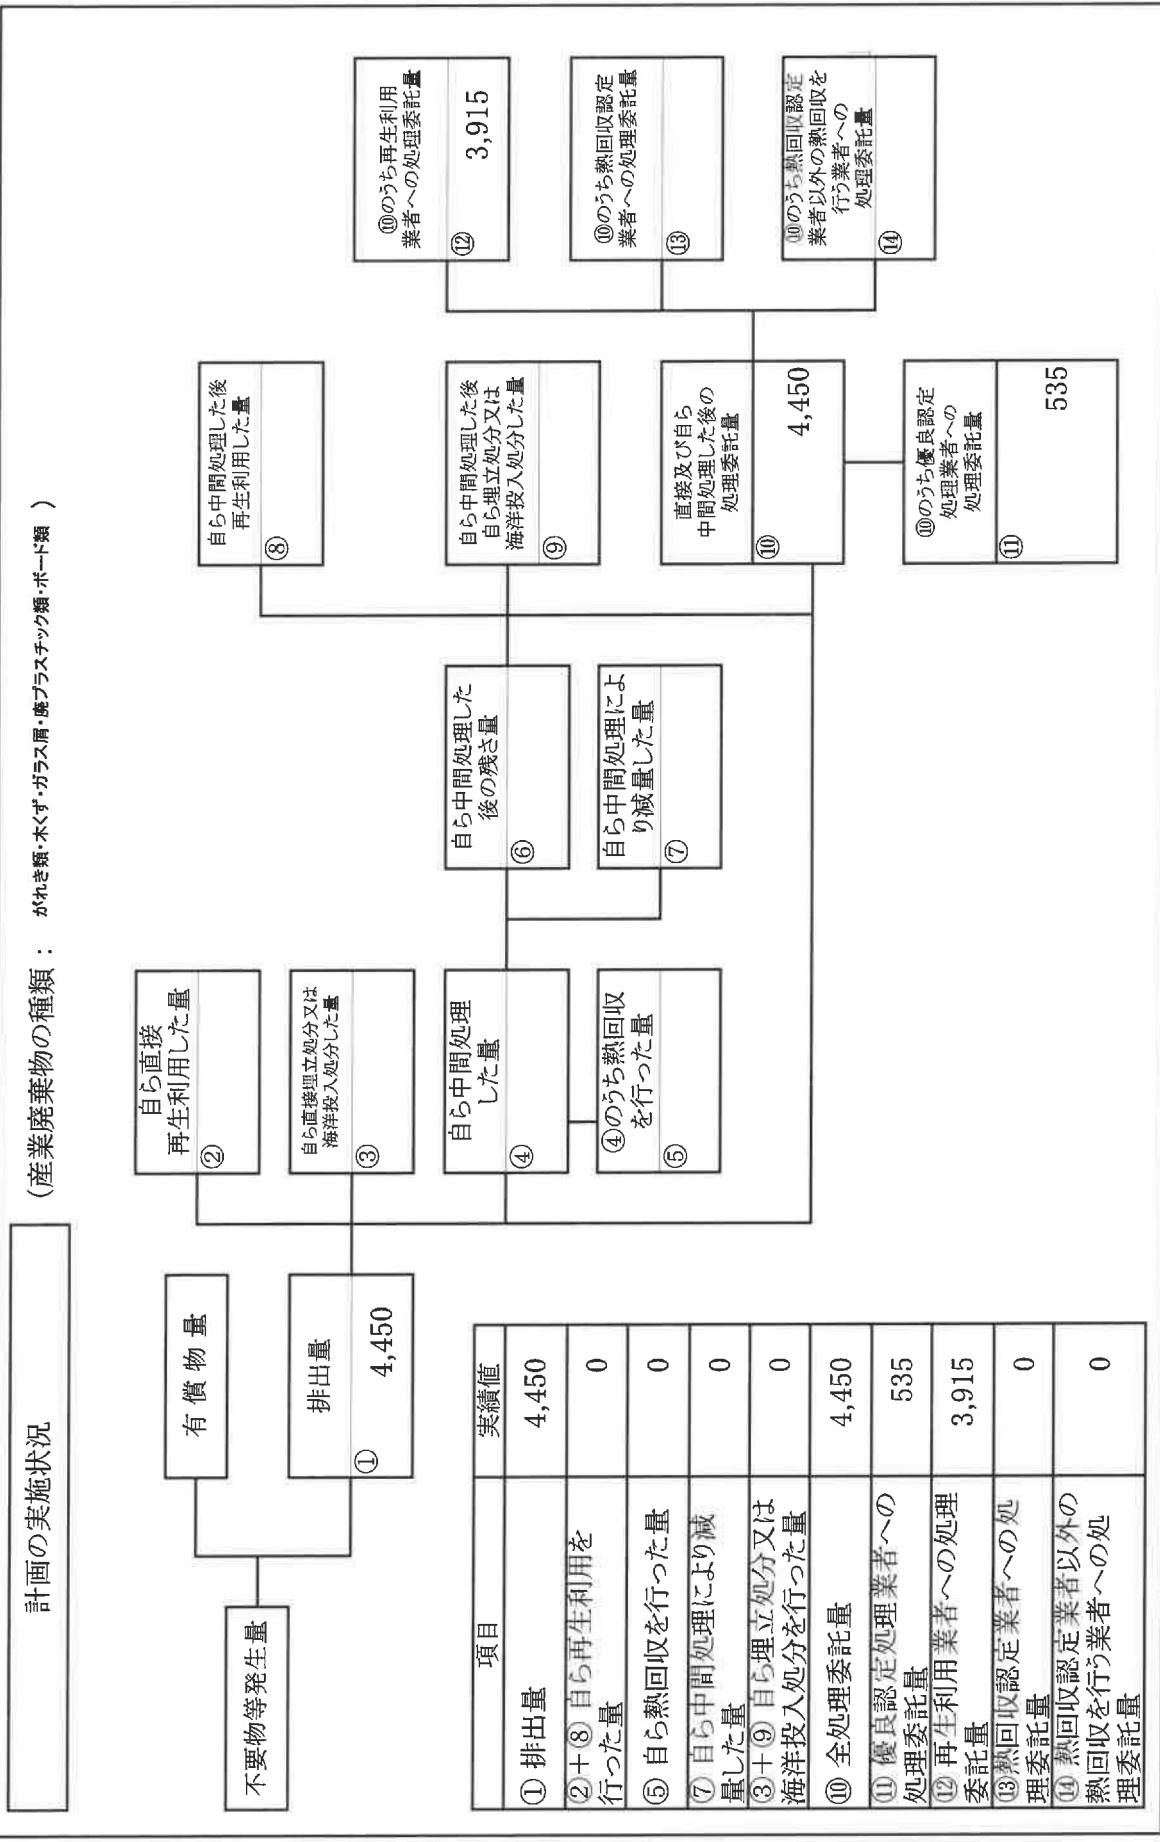 計画の実施状況
(産業廃棄物の種類： がれき類・木くず・ガラス屑・廃プラスチック類・ボード類 )
不要物等発生量
有 償 物 量
排出量
① 4,450
自ら直接
再生利用した量
②
自ら直接埋立処分又は
海洋投入処分した量
③
自ら中間処理
した量
④
④のうち熱回収
を行った量
⑤
自ら中間処理した
後の残さ量
⑥
自ら中間処理によ
り減量した量
⑦
自ら中間処理した後
再生利用した量
⑧
自ら中間処理した後
自ら埋立処分又は
海洋投入処分した量
⑨
直接及び自ら
中間処理した後の
処理委託量
⑩ 4,450
⑩のうち優良認定
処理業者への
処理委託量
⑪ 535
⑩のうち再生利用
業者への処理委託量
⑫ 3,915
⑩のうち熱回収認定
業者への処理委託量
⑬
⑩のうち熱回収認定
業者以外の熱回収を
行う業者への
処理委託量
⑭
項目 実績値
① 排出量 4,450
②＋⑧ 自ら再生利用を
行った量 0
⑤ 自ら熱回収を行った量 0
⑦ 自ら中間処理により減
量した量 0
③＋⑨ 自ら埋立処分又は
海洋投入処分を行った量 0
⑩ 全処理委託量 4,450
⑪ 優良認定処理業者への
処理委託量 535
⑫ 再生利用業者への処理
委託量 3,915
⑬ 熱回収認定業者への処
理委託量 0
⑭ 熱回収認定業者以外の
熱回収を行う業者への処
理委託量 0